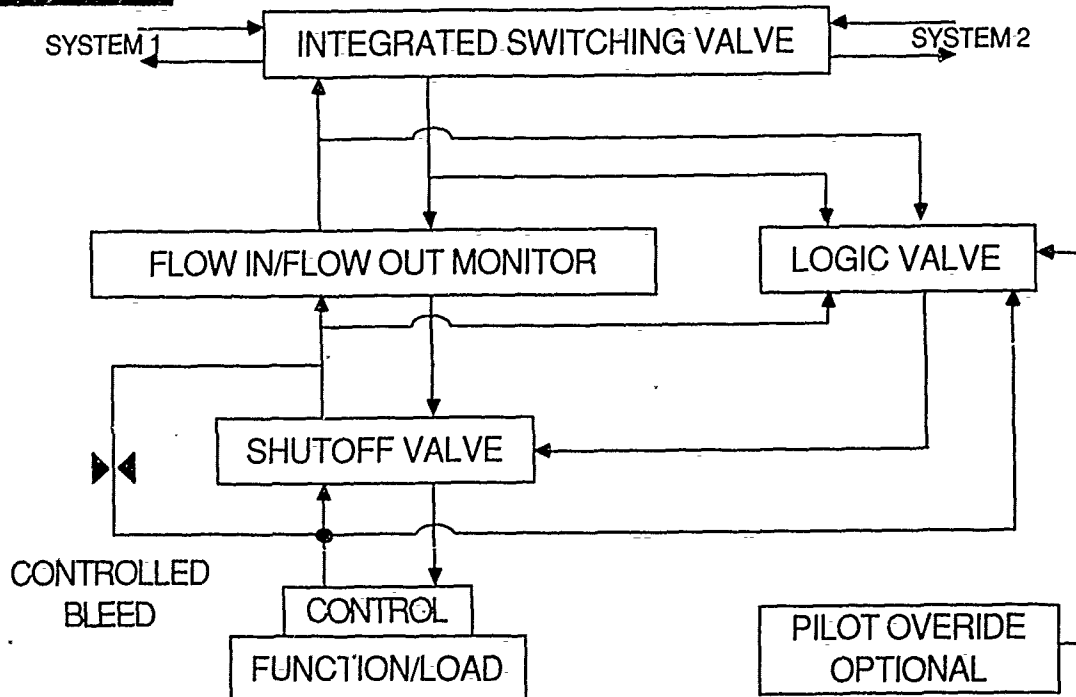 SYSTEM 1
INTEGRATED SWITCHING VALVE
SYSTEM 2
FLOW IN/FLOW OUT MONITOR
LOGIC VALVE
SHUTOFF VALVE
CONTROLLED
BLEED
CONTROL
FUNCTION/LOAD
PILOT OVERIDE
OPTIONAL